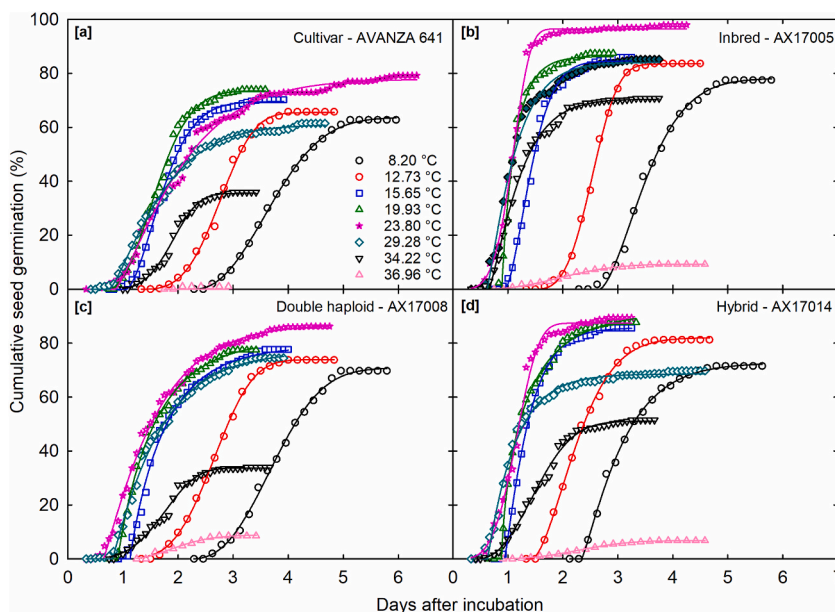 [a] Cultivar - AVANZA 641
[b] Inbred - AX17005
100
80
60
40
20
0
8.20 °C
12.73 °C
15.65 °C
19.93 °C
23.80 °C
29.28 °C
34.22 °C
36.96 °C
Cumulative seed germination (%)
[c] Double haploid - AX17008
[d] Hybrid - AX17014
80
60
40
20
0
0 1 2 3 4 5 6 0 1 2 3 4 5 6 7
Days after incubation